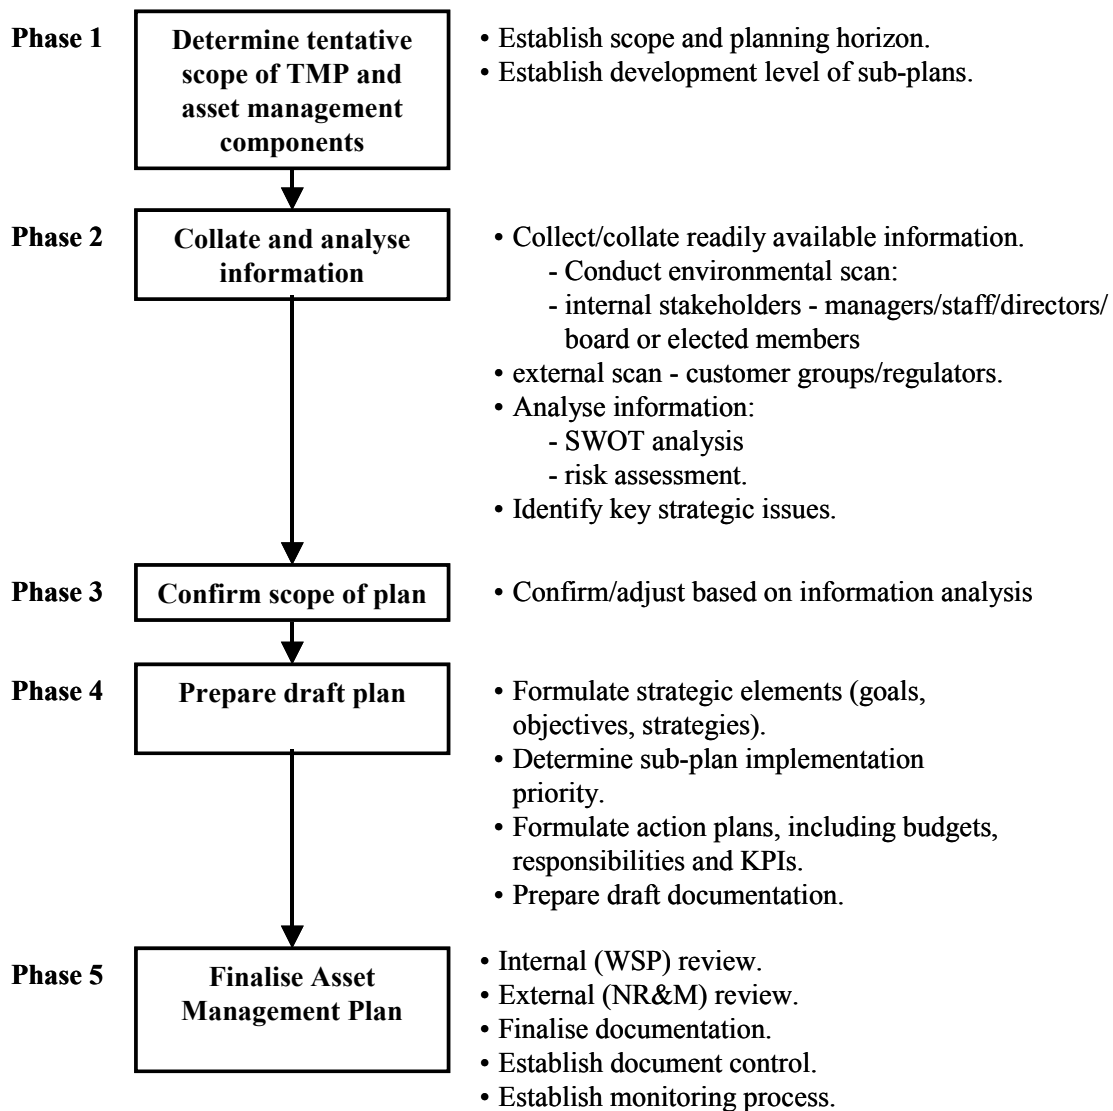 Phase 1
Determine tentative
scope of TMP and
asset management
components
• Establish scope and planning horizon.
• Establish development level of sub-plans.
Phase 2
Collate and analyse
information
• Collect/collate readily available information.
- Conduct environmental scan:
- internal stakeholders - managers/staff/directors/
board or elected members
• external scan - customer groups/regulators.
• Analyse information:
- SWOT analysis
- risk assessment.
• Identify key strategic issues.
Phase 3
Confirm scope of plan
• Confirm/adjust based on information analysis
Phase 4
Prepare draft plan
• Formulate strategic elements (goals,
objectives, strategies).
• Determine sub-plan implementation
priority.
• Formulate action plans, including budgets,
responsibilities and KPIs.
• Prepare draft documentation.
Phase 5
Finalise Asset
Management Plan
• Internal (WSP) review.
• External (NR&M) review.
• Finalise documentation.
• Establish document control.
• Establish monitoring process.